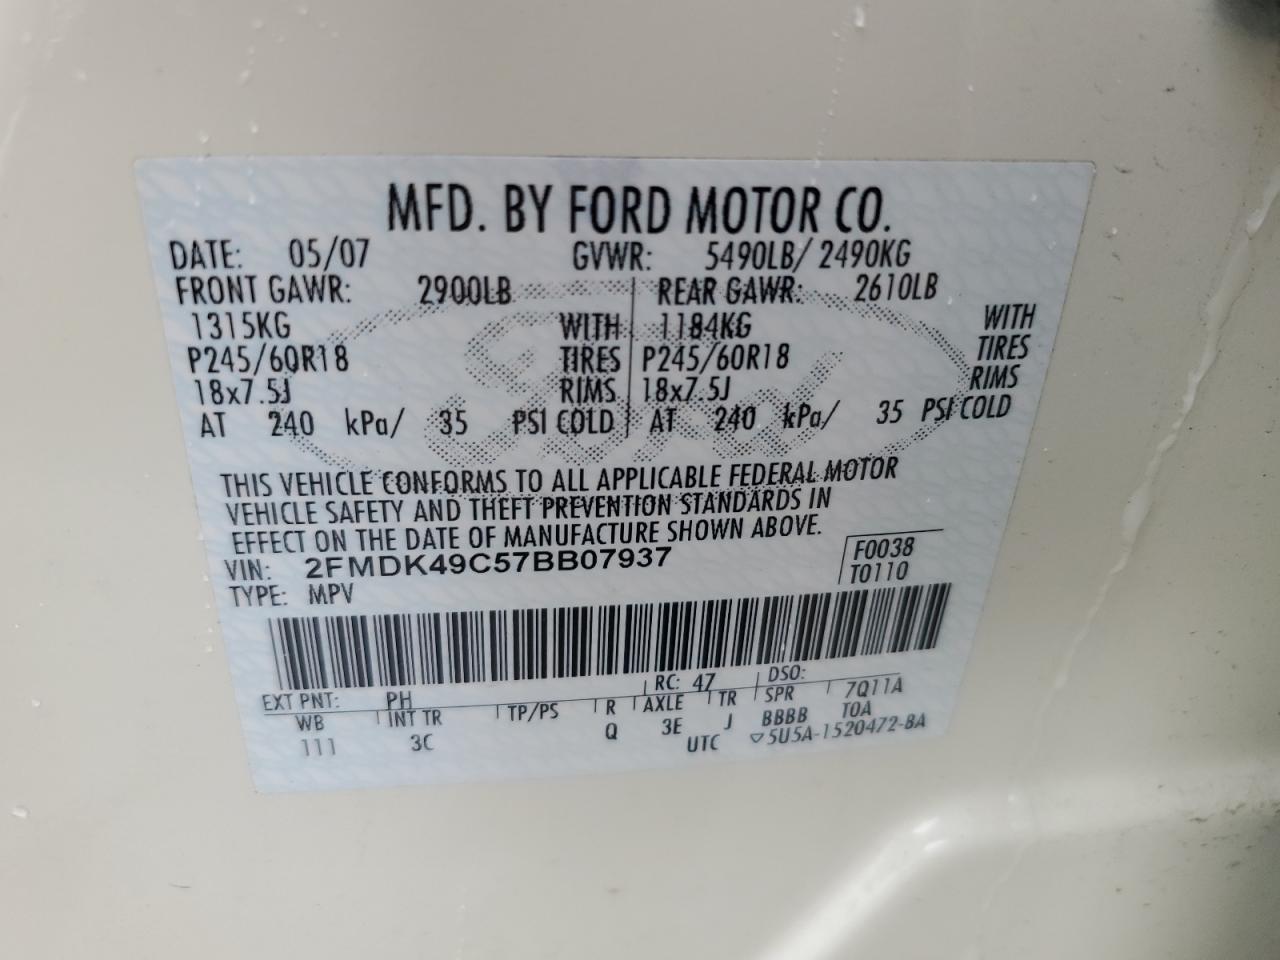 MFD. BY FORD MOTOR CO.
DATE: 05/07 GVWR: 5490LB/ 2490KG
FRONT GAWR: 2900LB REAR GAWR: 2610LB
1315KG WITH 1184KG WITH
P245/60R18 TIRES P245/60R18 TIRES
18x7.5J RIMS 18x7.5J RIMS
AT 240 kPa/ 35 PSI COLD AT 240 kPa/ 35 PSI COLD
Ford
THIS VEHICLE CONFORMS TO ALL APPLICABLE FEDERAL MOTOR
VEHICLE SAFETY AND THEFT PREVENTION STANDARDS IN
EFFECT ON THE DATE OF MANUFACTURE SHOWN ABOVE.
VIN: 2FMDK49C57BB07937 F0038
TYPE: MPV T0110
EXT PNT: PH RC: 47 DSO:
WB INT TR TP/PS R AXLE TR SPR 7Q11A
111 3C Q 3E J BBBB TOA
UTC ▽5U5A-1520472-BA